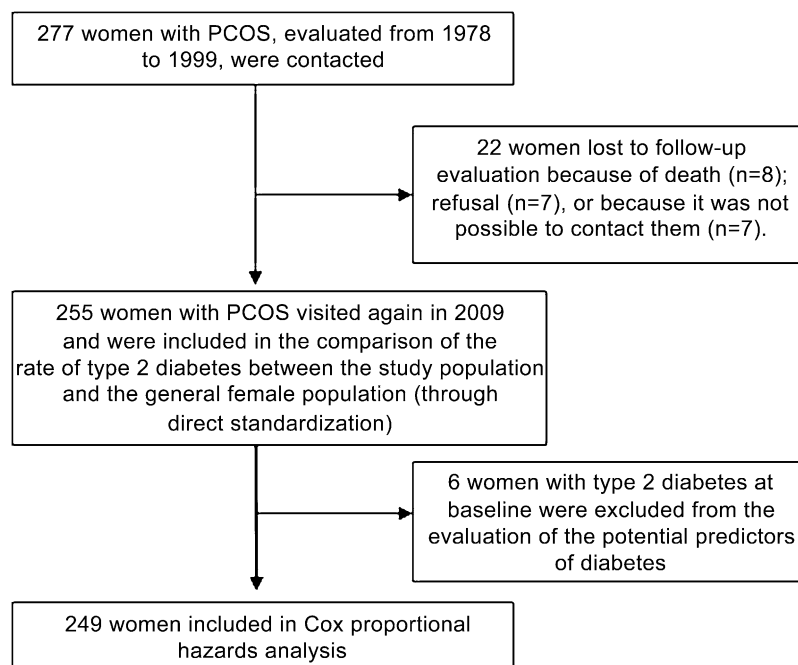 277 women with PCOS, evaluated from 1978
to 1999, were contacted
22 women lost to follow-up
evaluation because of death (n=8);
refusal (n=7), or because it was not
possible to contact them (n=7).
255 women with PCOS visited again in 2009
and were included in the comparison of the
rate of type 2 diabetes between the study population
and the general female population (through
direct standardization)
6 women with type 2 diabetes at
baseline were excluded from the
evaluation of the potential predictors
of diabetes
249 women included in Cox proportional
hazards analysis